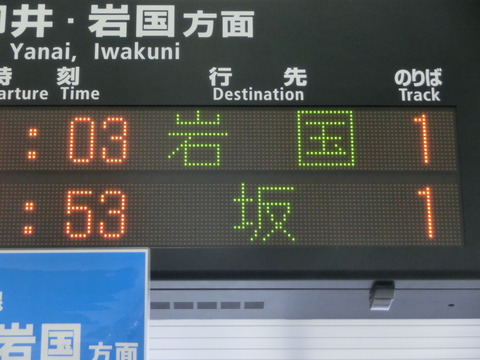 井・岩国方面
Yanai, Iwakuni
時 刻 行 先 のりば
arture Time Destination Track
:03 岩 国 1
:53 坂 1
岩国方面